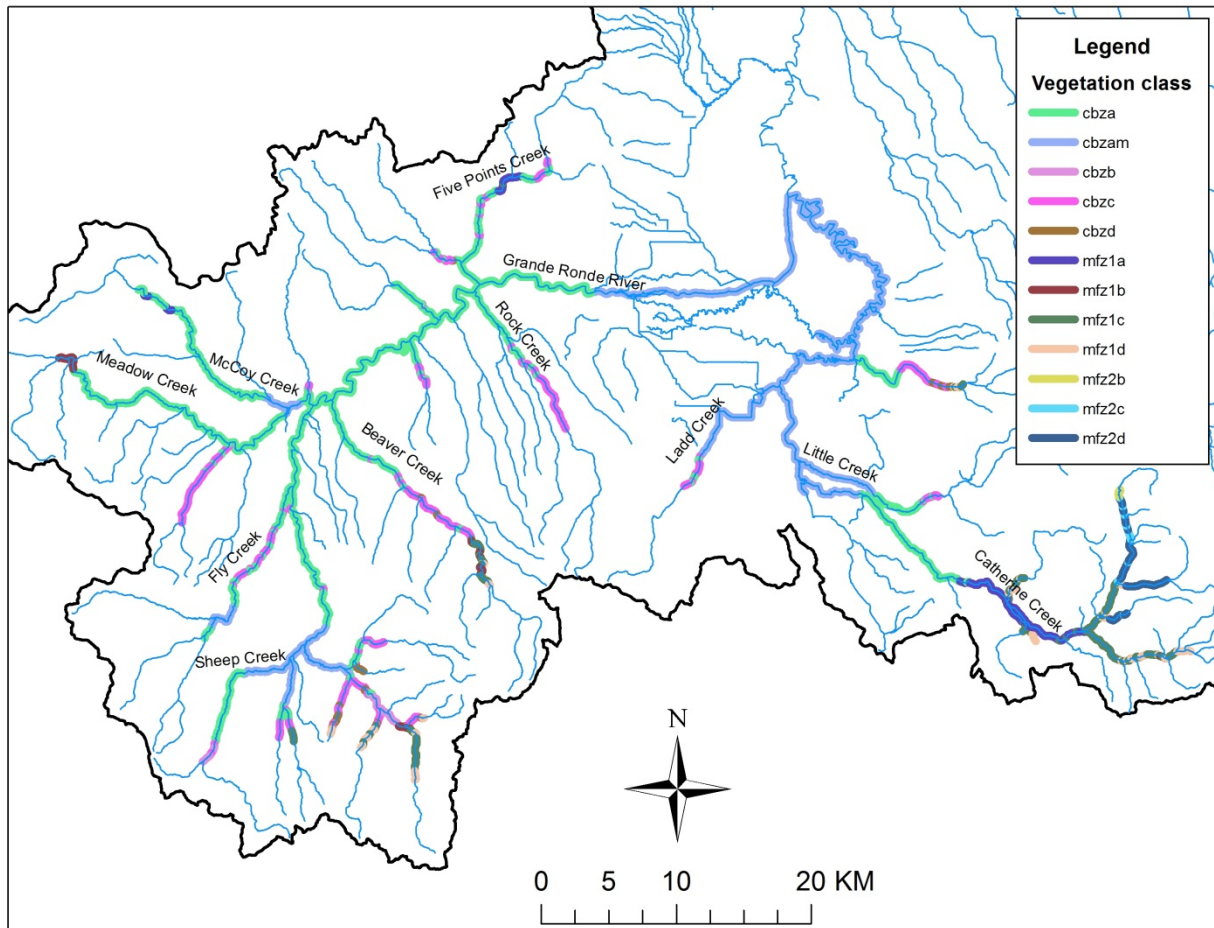 Legend
Vegetation class
cbza
cbzam
cbzb
cbzc
cbzd
mfz1a
mfz1b
mfz1c
mfz1d
mfz2b
mfz2c
mfz2d
Five Points Creek
Grande Ronde River
Rock Creek
McCoy Creek
Meadow Creek
Beaver Creek
Ladd Creek
Little Creek
Fly Creek
Catherine Creek
Sheep Creek
N
0 5 10 20 KM